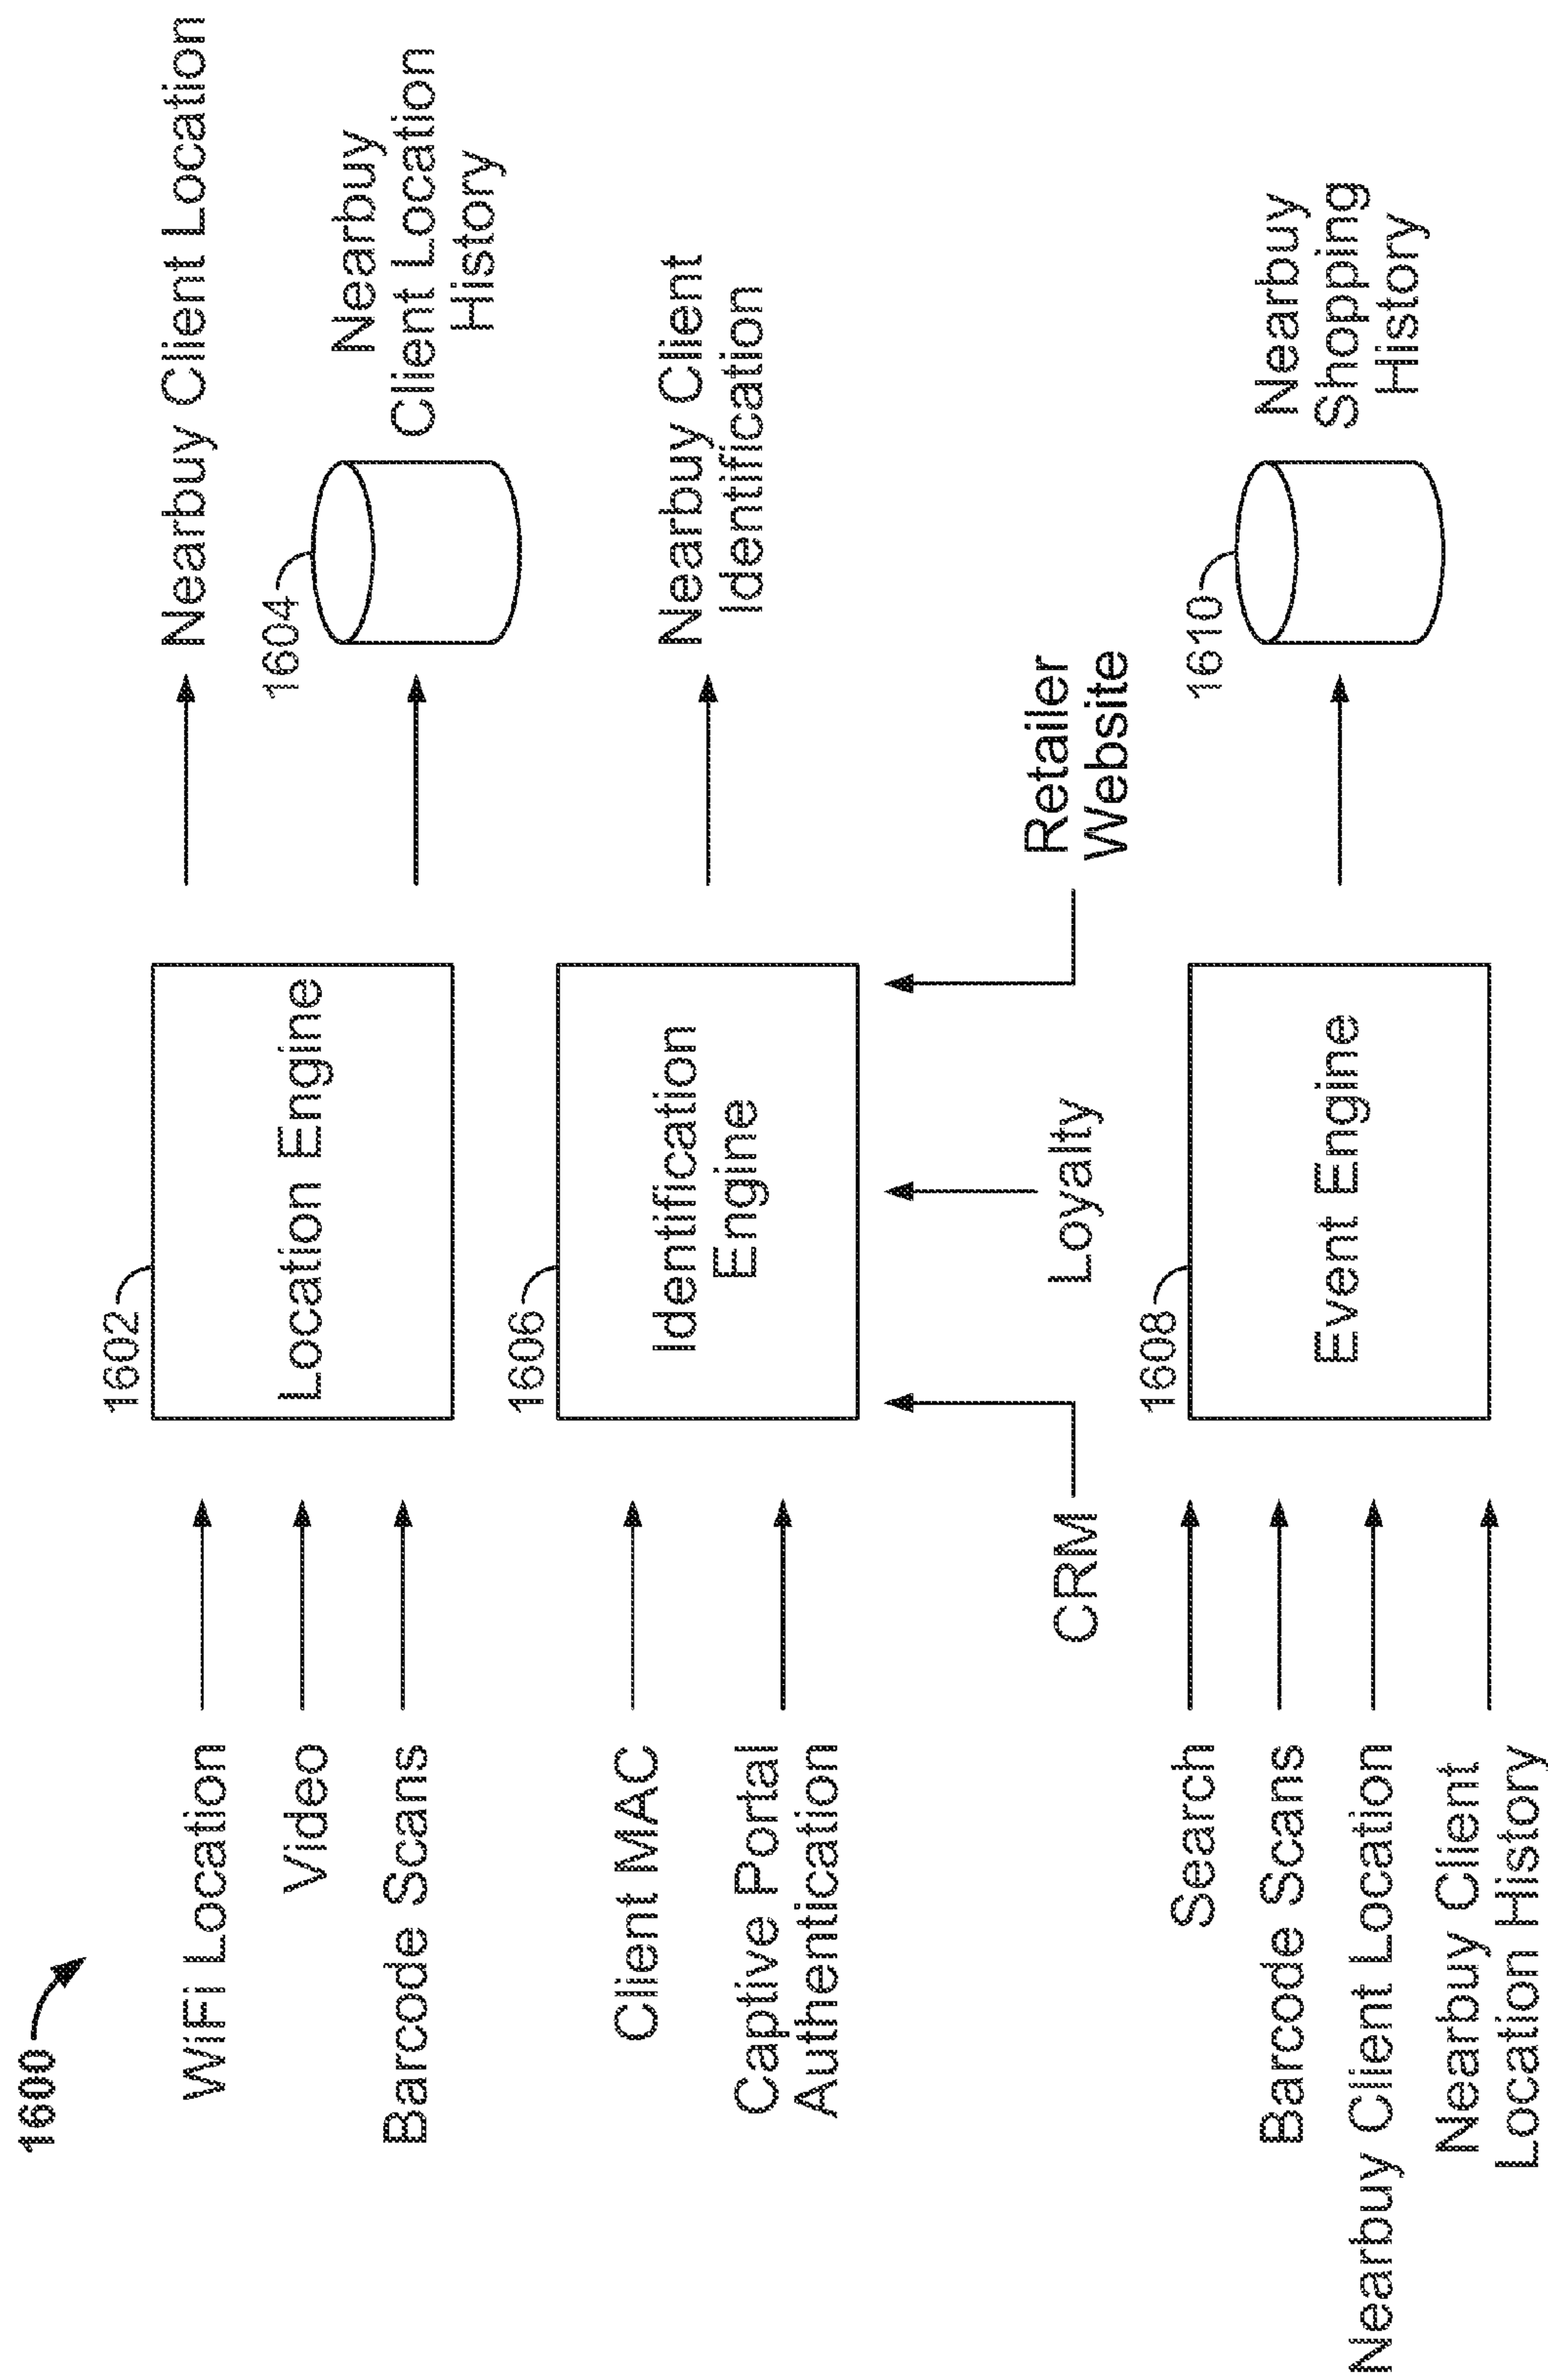 1600
WiFi Location
Video
Barcode Scans
1602
Location Engine
Nearbuy Client Location
1604
Nearbuy
Client Location
History
Client MAC
Captive Portal
Authentication
1606
Identification
Engine
Nearbuy Client
Identification
CRM
Loyalty
Retailer
Website
Search
Barcode Scans
Nearbuy Client Location
Nearbuy Client
Location History
1608
Event Engine
1610
Nearbuy
Shopping
History